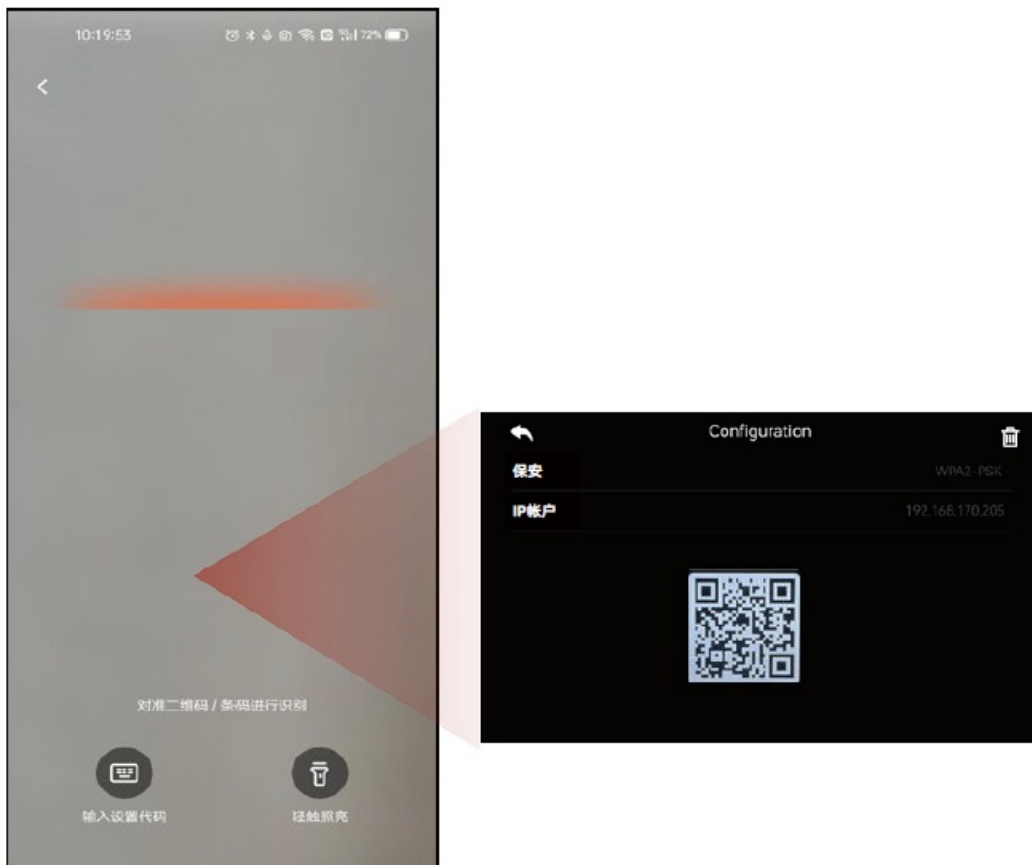 10:19:53
72%
对准二维码 / 条码进行识别
输入设置代码
轻触照亮
Configuration
保安
WPA2-PSK
IP帐户
192.168.170.205